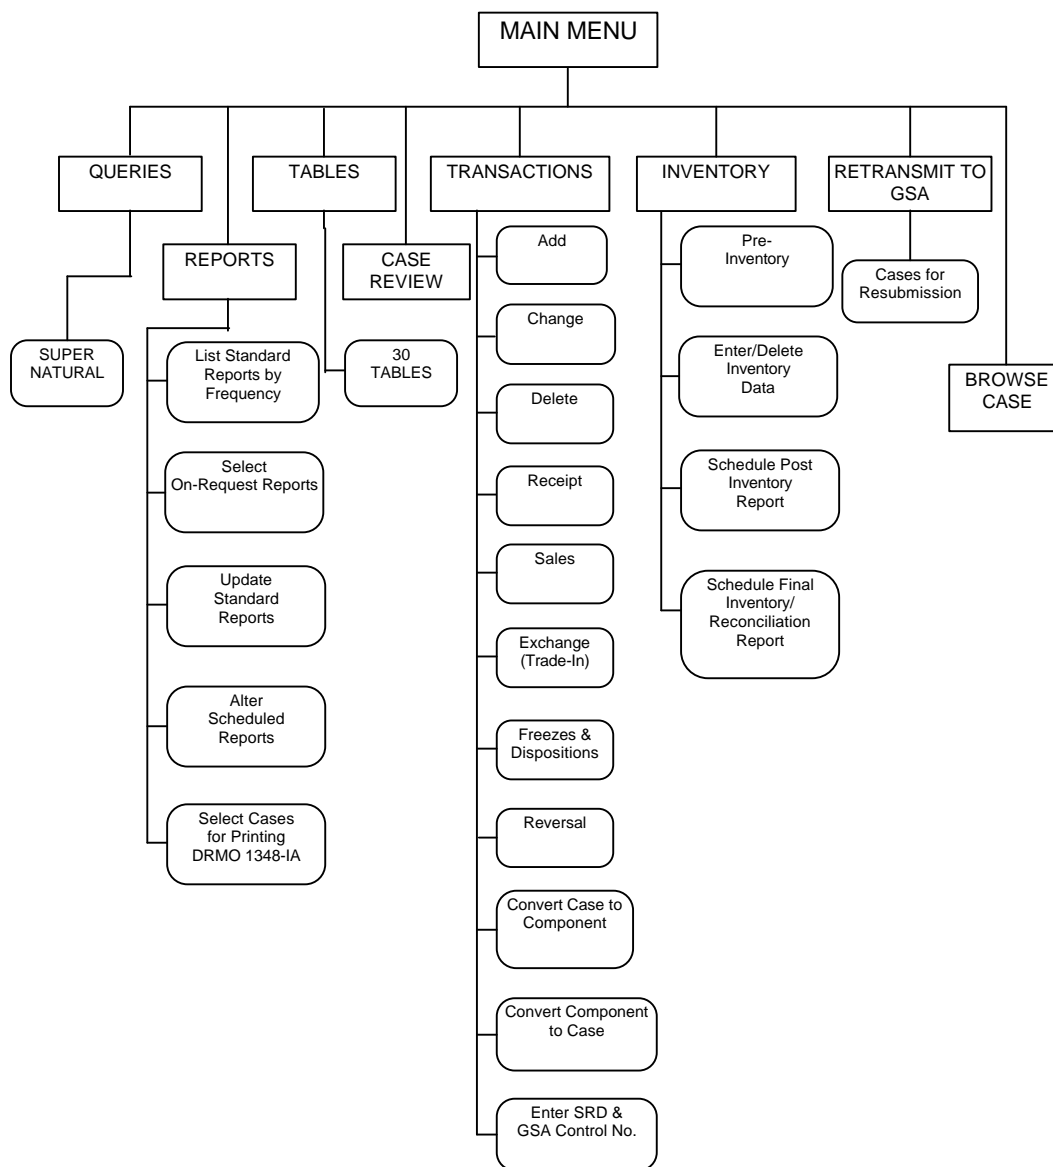 MAIN MENU
QUERIES
TABLES
TRANSACTIONS
INVENTORY
RETRANSMIT TO
GSA
REPORTS
CASE
REVIEW
BROWSE
CASE
SUPER
NATURAL
List Standard
Reports by
Frequency
Select
On-Request Reports
Update
Standard
Reports
Alter
Scheduled
Reports
Select Cases
for Printing
DRMO 1348-IA
30
TABLES
Add
Change
Delete
Receipt
Sales
Exchange
(Trade-In)
Freezes &
Dispositions
Reversal
Convert Case to
Component
Convert Component
to Case
Enter SRD &
GSA Control No.
Pre-
Inventory
Enter/Delete
Inventory
Data
Schedule Post
Inventory
Report
Schedule Final
Inventory/
Reconciliation
Report
Cases for
Resubmission